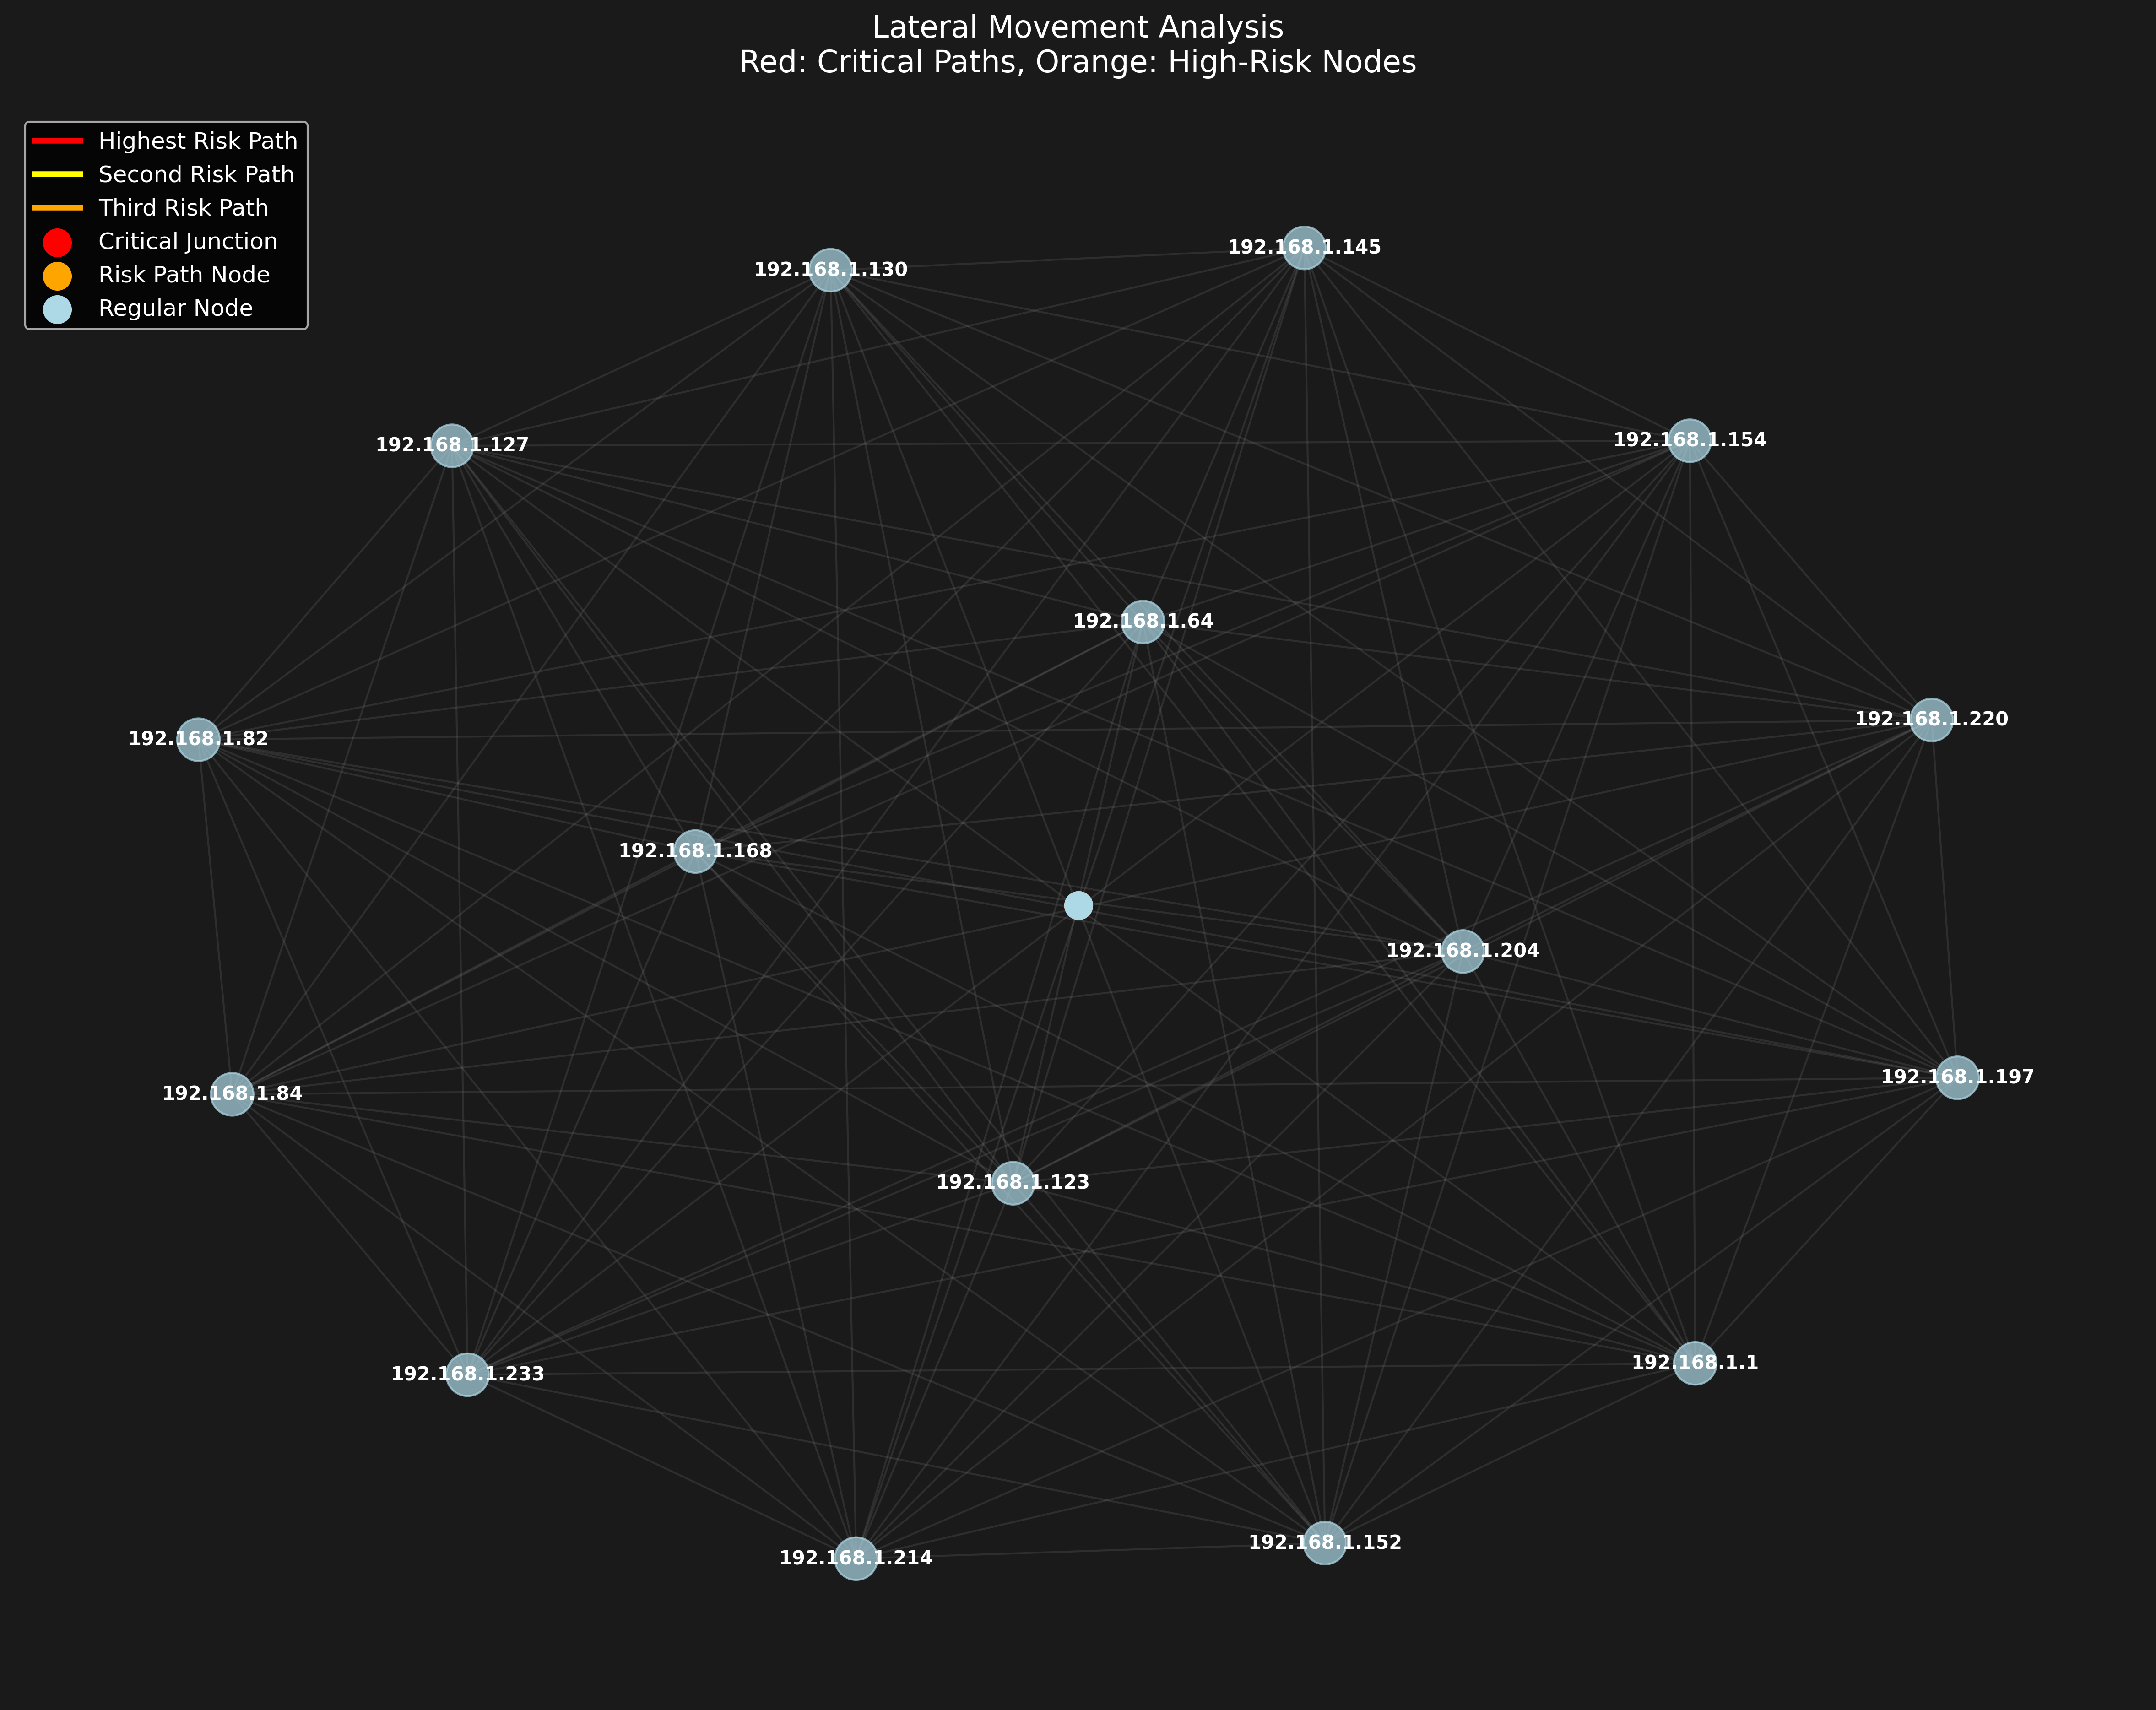 Lateral Movement Analysis
Red: Critical Paths, Orange: High-Risk Nodes
Highest Risk Path
Second Risk Path
Third Risk Path
Critical Junction
Risk Path Node
Regular Node
192.168.1.145
192.168.1.130
192.168.1.154
192.168.1.127
192.168.1.64
192.168.1.220
192.168.1.82
192.168.1.168
192.168.1.204
192.168.1.197
192.168.1.84
192.168.1.123
192.168.1.1
192.168.1.233
192.168.1.152
192.168.1.214